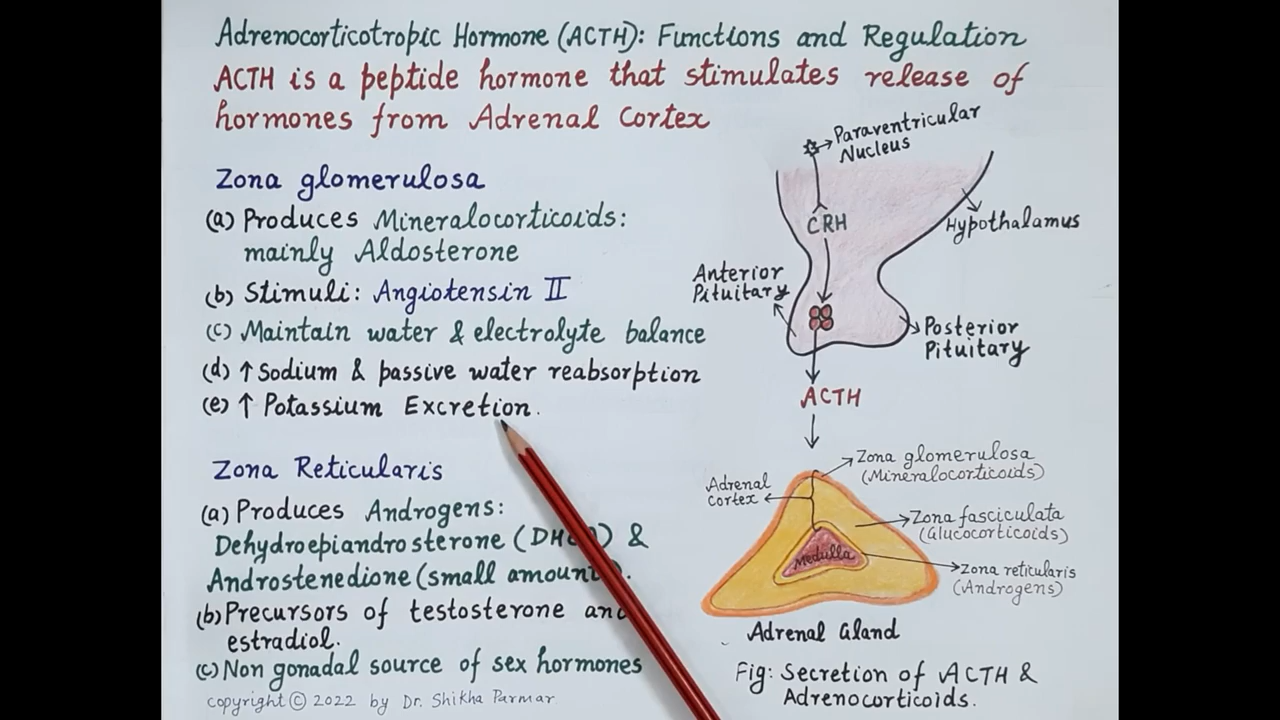 Adrenocorticotropic Hormone (ACTH): Functions and Regulation
ACTH is a peptide hormone that stimulates release of
hormones from Adrenal Cortex
Zona glomerulosa
(a) Produces Mineralocorticoids:
mainly Aldosterone
(b) Stimuli: Angiotensin II
(c) Maintain water & electrolyte balance
(d) ↑ Sodium & passive water reabsorption
(e) ↑ Potassium Excretion.
Zona Reticularis
(a) Produces Androgens:
Dehydroepiandrosterone (DH &
Androstenedione (small amount).
(b) Precursors of testosterone and
estradiol.
(c) Non gonadal source of sex hormones
copyright © 2022 by Dr. Shikha Parmar
Paraventricular
Nucleus
CRH
Hypothalamus
Anterior
Pituitary
Posterior
Pituitary
ACTH
Zona glomerulosa
(Mineralocorticoids)
Adrenal
Cortex
Zona fasciculata
(Glucocorticoids)
Medulla
Zona reticularis
(Androgens)
Adrenal Gland
Fig: Secretion of ACTH &
Adrenocorticoids.